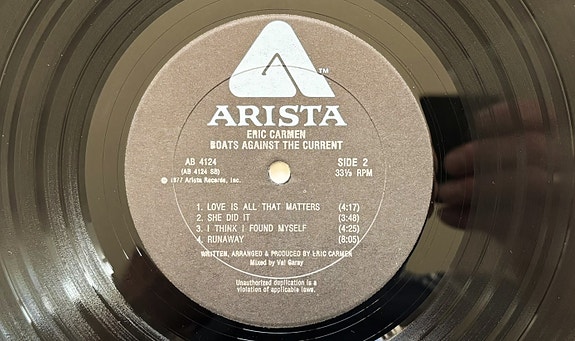 TM
ARISTA
ERIC CARMEN
BOATS AGAINST THE CURRENT
AB 4124
(AB 4124 SB)
℗ 1977 Arista Records, Inc.
SIDE 2
33⅓ RPM
1. LOVE IS ALL THAT MATTERS (4:17)
2. SHE DID IT (3:48)
3. I THINK I FOUND MYSELF (4:25)
4. RUNAWAY (8:05)
WRITTEN, ARRANGED & PRODUCED BY ERIC CARMEN
Mixed by Val Garay
Unauthorized duplication is a
violation of applicable laws.